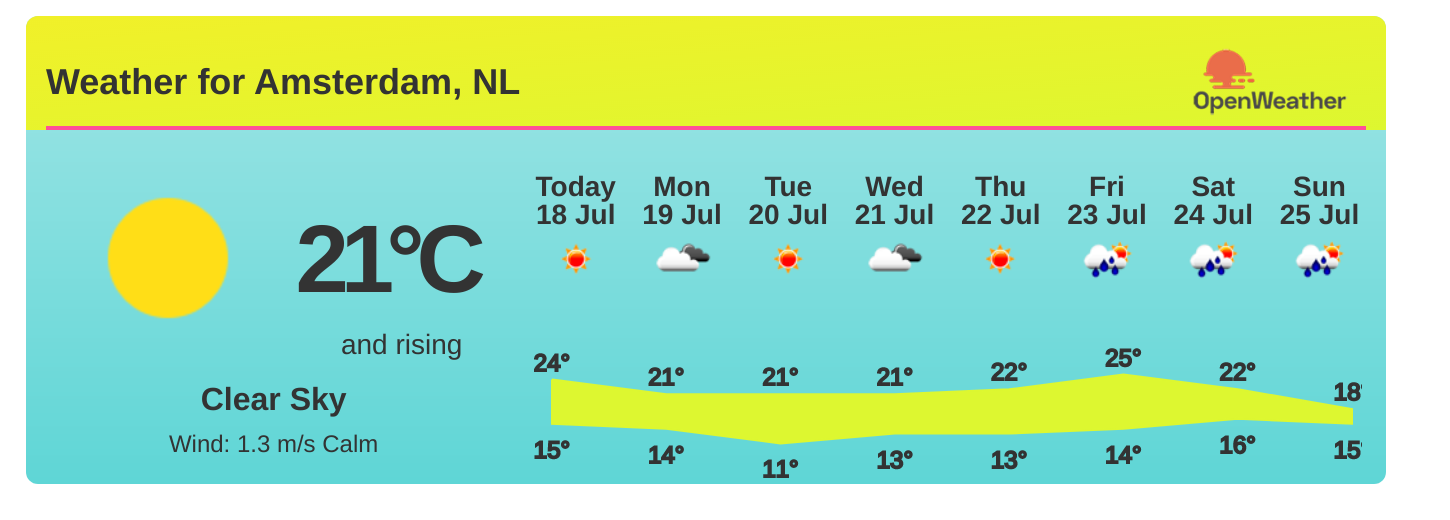 Weather for Amsterdam, NL
OpenWeather
Today Mon Tue Wed Thu Fri Sat Sun
18 Jul 19 Jul 20 Jul 21 Jul 22 Jul 23 Jul 24 Jul 25 Jul
21°C
and rising
Clear Sky
Wind: 1.3 m/s Calm
24° 21° 21° 21° 22° 25° 22° 18°
15° 14° 11° 13° 13° 14° 16° 15